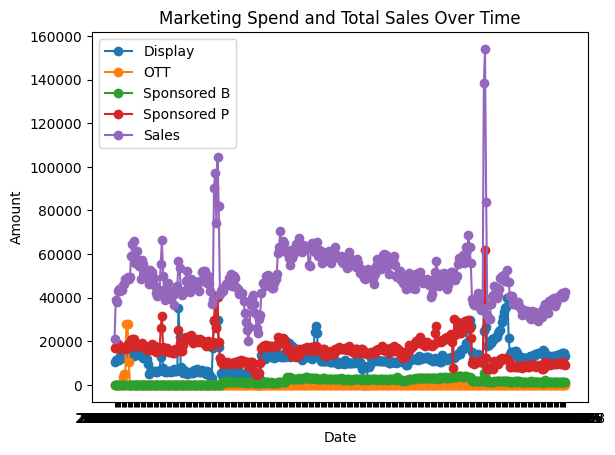 Marketing Spend and Total Sales Over Time
160000
140000
120000
100000
80000
60000
40000
20000
0
Amount
Display
OTT
Sponsored B
Sponsored P
Sales
Date